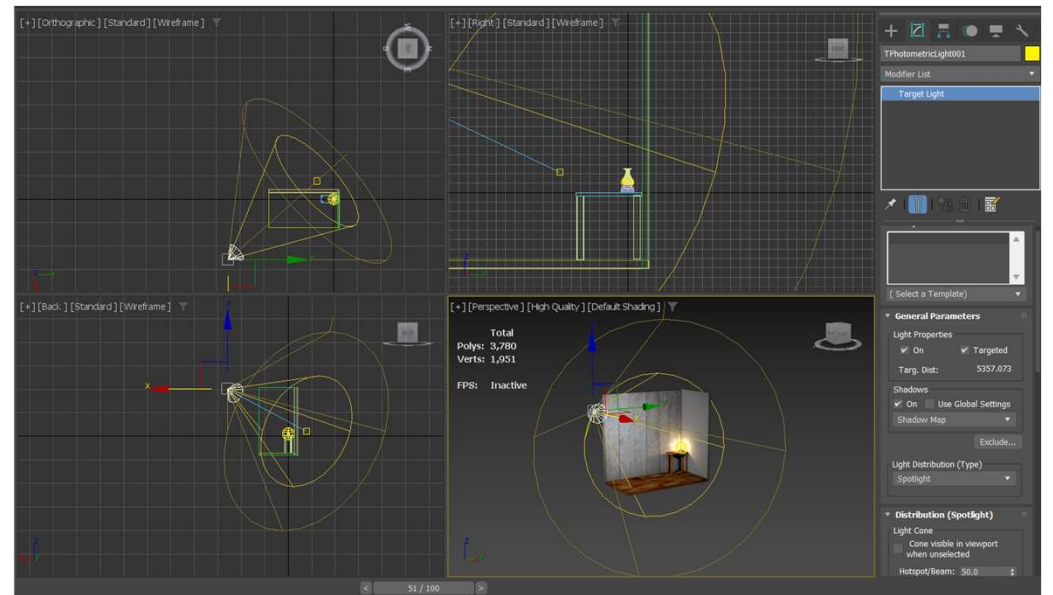 [+] [Orthographic ] [Standard ] [Wireframe ]
[+] [Right ] [Standard ] [Wireframe ]
TPhotometricLight001
Modifier List
Target Light
( Select a Template)
[+] [Back ] [Standard ] [Wireframe ]
[+] [Perspective ] [High Quality ] [Default Shading ]
Total
Polys: 3,780
Verts: 1,951
FPS: Inactive
x
z
General Parameters
Light Properties
On
Targeted
Targ. Dist: 5357.073
Shadows
On
Use Global Settings
Shadow Map
Exclude...
Light Distribution (Type)
Spotlight
Distribution (Spotlight)
Light Cone
Cone visible in viewport
when unselected
Hotspot/Beam: 50.0
< 51 / 100 >